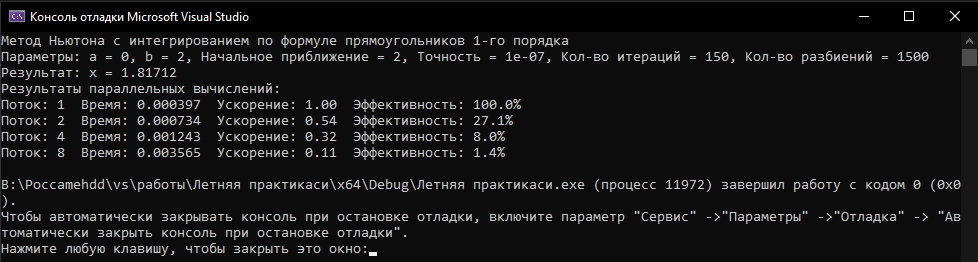 Консоль отладки Microsoft Visual Studio
Метод Ньютона с интегрированием по формуле прямоугольников 1-го порядка
Параметры: a = 0, b = 2, Начальное приближение = 2, Точность = 1e-07, Кол-во итераций = 150, Кол-во разбиений = 1500
Результат: x = 1.81712
Результаты параллельных вычислений:
Поток: 1  Время: 0.000397  Ускорение: 1.00  Эффективность: 100.0%
Поток: 2  Время: 0.000734  Ускорение: 0.54  Эффективность: 27.1%
Поток: 4  Время: 0.001243  Ускорение: 0.32  Эффективность: 8.0%
Поток: 8  Время: 0.003565  Ускорение: 0.11  Эффективность: 1.4%
B:\Poccamehdd\vs\работы\Летняя практикаси\x64\Debug\Летняя практикаси.exe (процесс 11972) завершил работу с кодом 0 (0x0
).
Чтобы автоматически закрывать консоль при остановке отладки, включите параметр "Сервис" ->"Параметры" ->"Отладка" -> "Ав
томатически закрыть консоль при остановке отладки".
Нажмите любую клавишу, чтобы закрыть это окно: